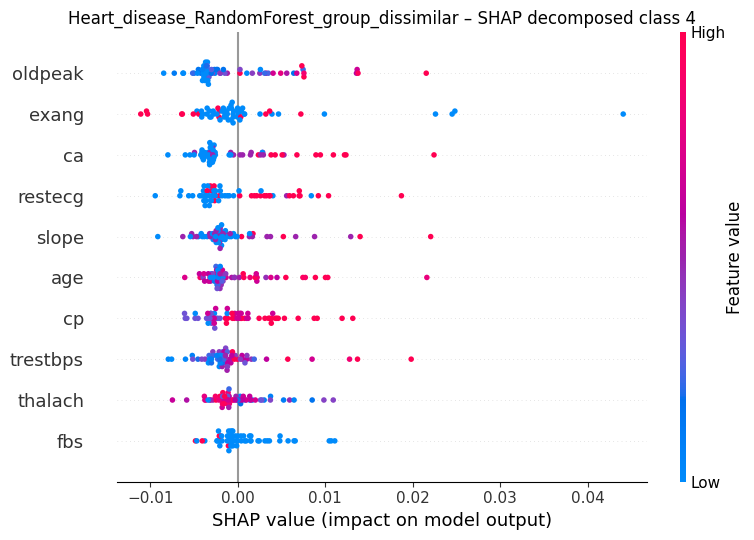 Heart_disease_RandomForest_group_dissimilar – SHAP decomposed class 4
High
oldpeak
exang
ca
restecg
slope
age
cp
trestbps
thalach
fbs
Feature value
Low
−0.01 0.00 0.01 0.02 0.03 0.04
SHAP value (impact on model output)